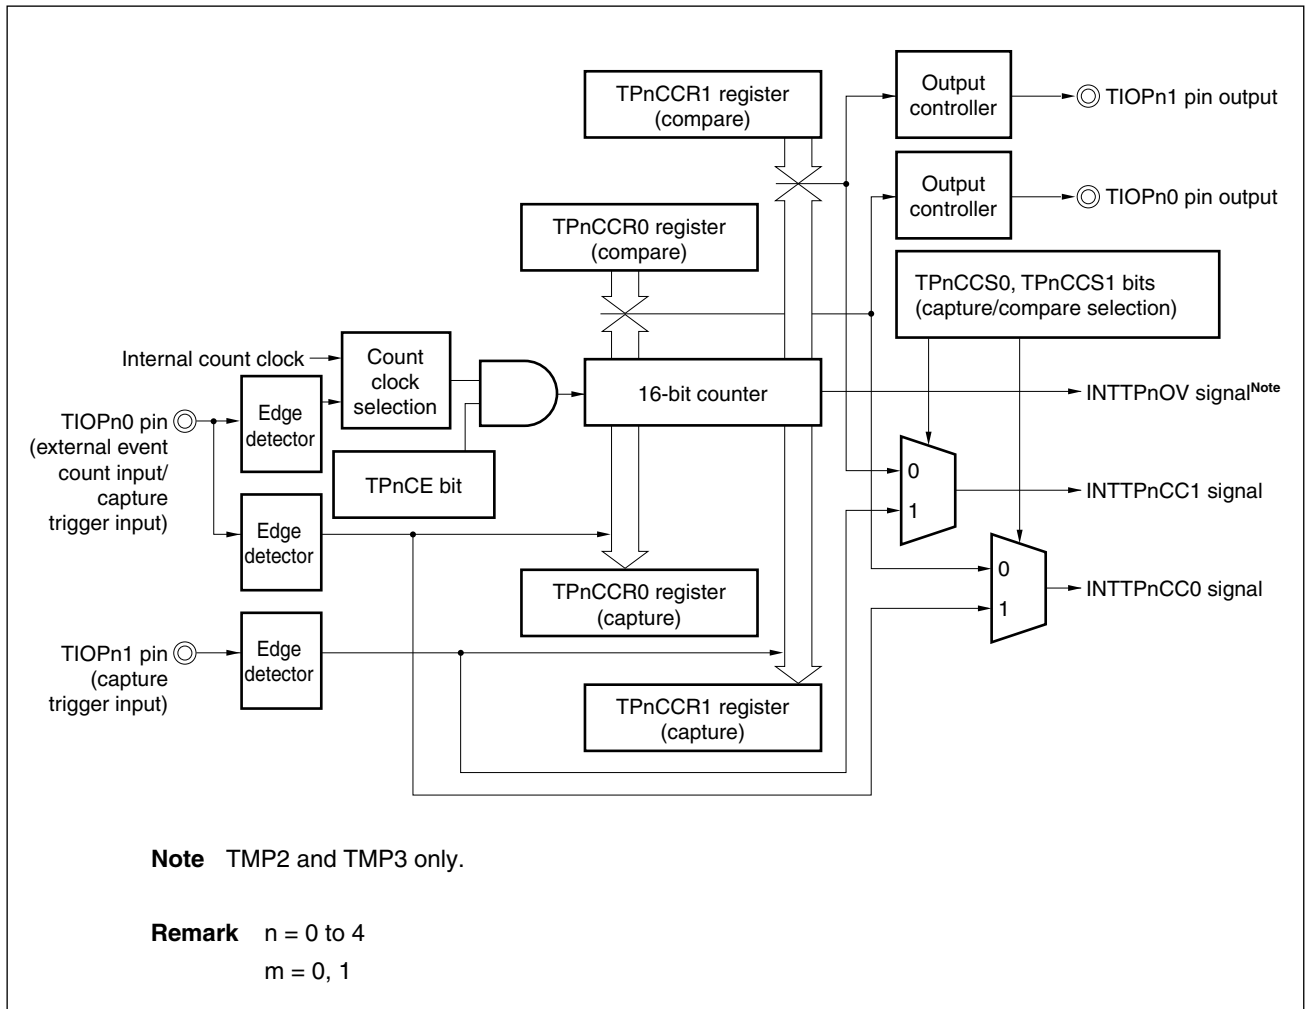 TPnCCR1 register
(compare)
Output
controller
TIOPn1 pin output
Output
controller
TIOPn0 pin output
TPnCCR0 register
(compare)
TPnCCS0, TPnCCS1 bits
(capture/compare selection)
Internal count clock
Count
clock
selection
16-bit counter
INTTPnOV signalNote
TIOPn0 pin
(external event
count input/
capture
trigger input)
Edge
detector
TPnCE bit
0
1
INTTPnCC1 signal
Edge
detector
TPnCCR0 register
(capture)
0
1
INTTPnCC0 signal
TIOPn1 pin
(capture
trigger input)
Edge
detector
TPnCCR1 register
(capture)
Note TMP2 and TMP3 only.
Remark n = 0 to 4
m = 0, 1